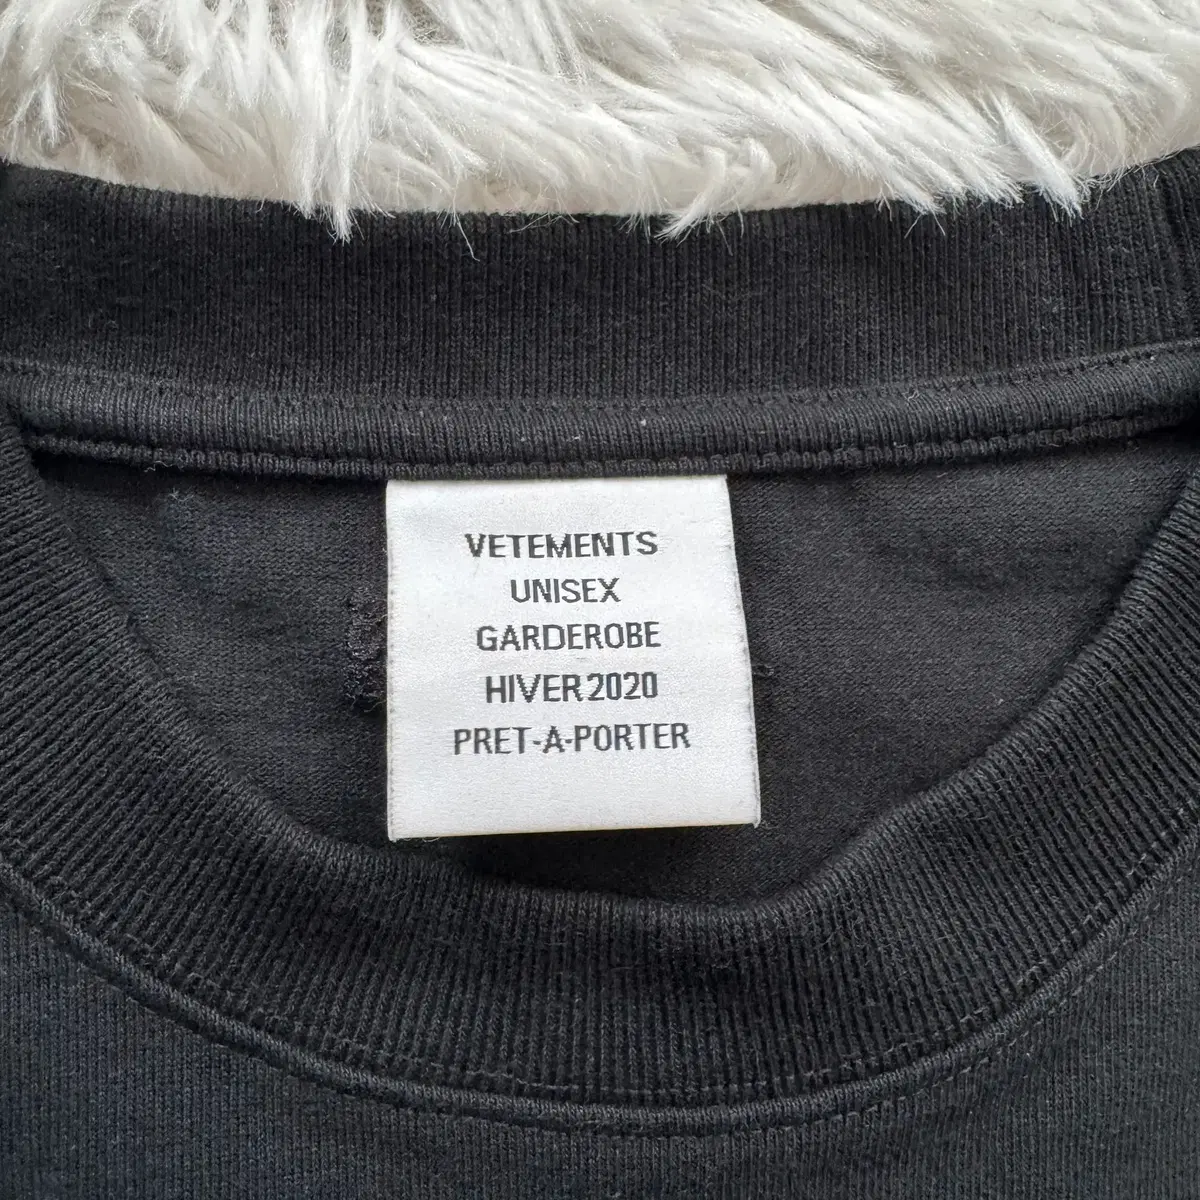 VETEMENTS
UNISEX
GARDEROBE
HIVER 2020
PRET-A-PORTER